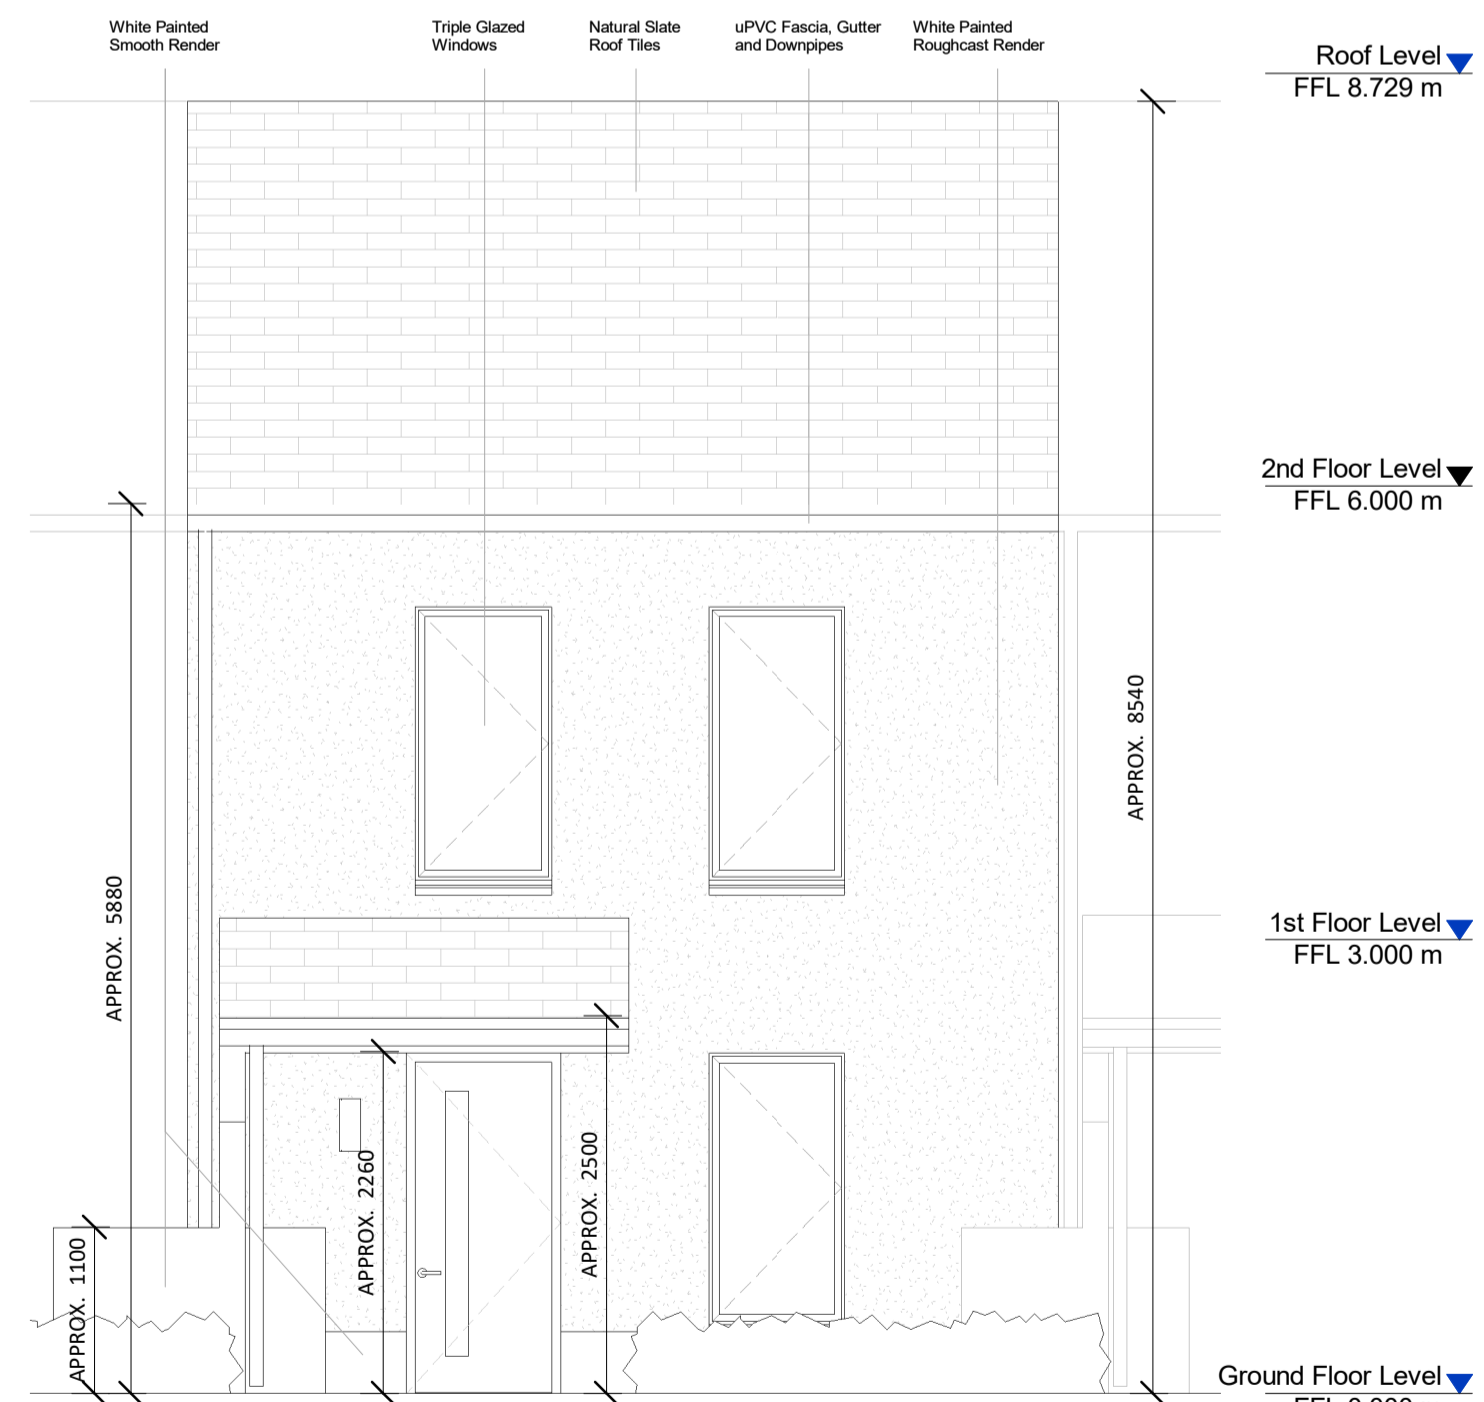 White Painted
Smooth Render
Triple Glazed
Windows
Natural Slate
Roof Tiles
uPVC Fascia, Gutter
and Downpipes
White Painted
Roughcast Render
Roof Level
FFL 8.729 m
2nd Floor Level
FFL 6.000 m
APPROX. 8540
APPROX. 5880
1st Floor Level
FFL 3.000 m
APPROX. 2500
APPROX. 2260
APPROX. 1100
Ground Floor Level